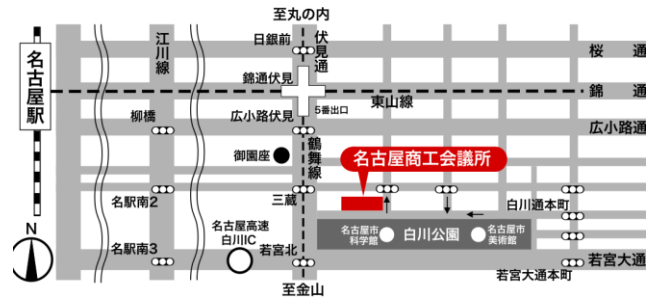 至丸の内
日銀前
伏見通
江川線
桜 通
名古屋駅
錦通伏見
錦 通
東山線
5番出口
柳橋
広小路伏見
広小路通
御園座
鶴舞線
名古屋商工会議所
名駅南2
三蔵
白川通本町
N
名古屋高速
白川IC
名古屋市
科学館
白川公園
名古屋市
美術館
名駅南3
若宮北
若宮大通
若宮大通本町
至金山